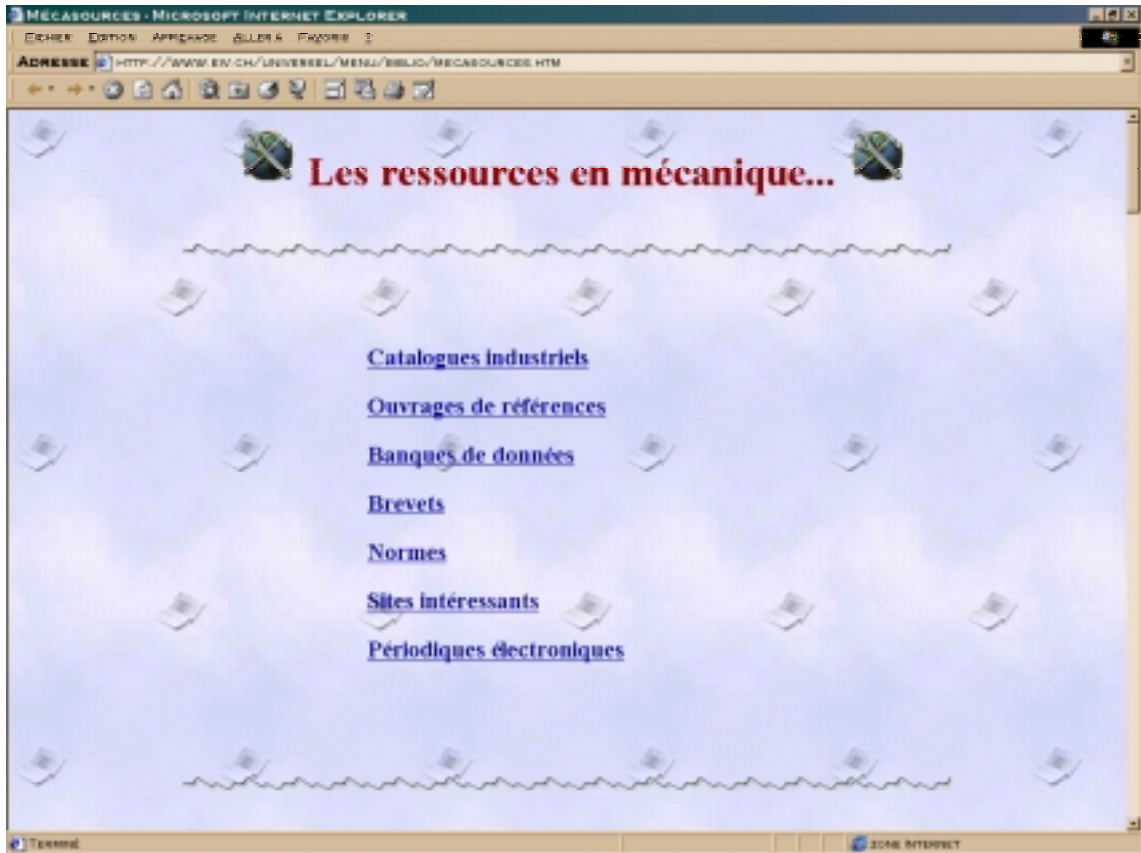 MÉCASOURCES - MICROSOFT INTERNET EXPLORER
FICHIER EDITION AFFICHAGE ALLER À FAVORIS ?
ADRESSE HTTP://WWW.EIV.CH/UNIVERSEL/MENU/BIBLIO/MECASOURCES.HTM
Les ressources en mécanique...
Catalogues industriels
Ouvrages de références
Banques de données
Brevets
Normes
Sites intéressants
Périodiques électroniques
TERMINÉ ZONE INTERNET